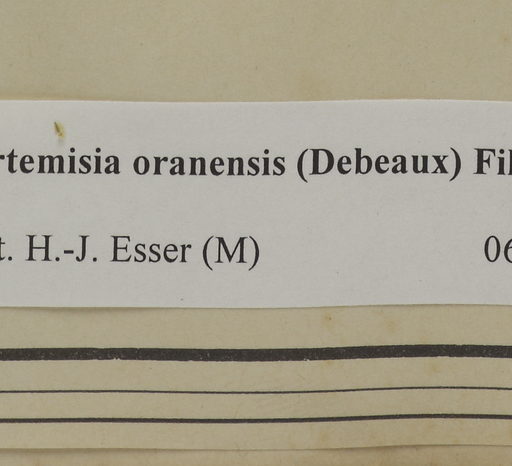 rtemisia oranensis (Debeaux) Fil
t. H.-J. Esser (M) 06